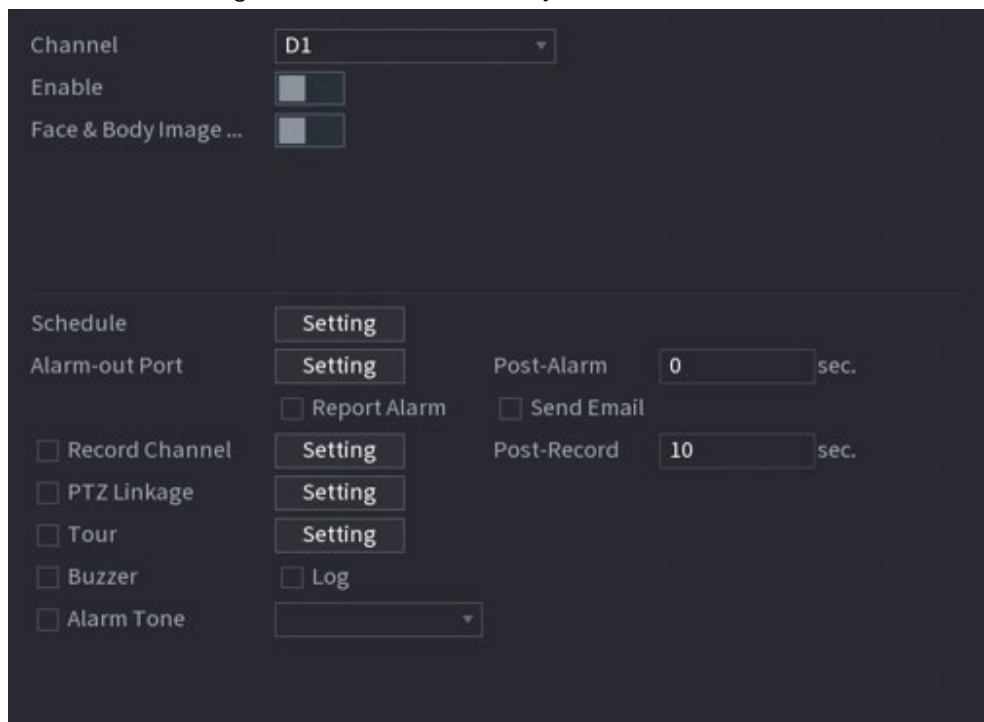 Channel D1
Enable
Face & Body Image ...
Schedule Setting
Alarm-out Port Setting Post-Alarm 0 sec.
Report Alarm Send Email
Record Channel Setting Post-Record 10 sec.
PTZ Linkage Setting
Tour Setting
Buzzer Log
Alarm Tone